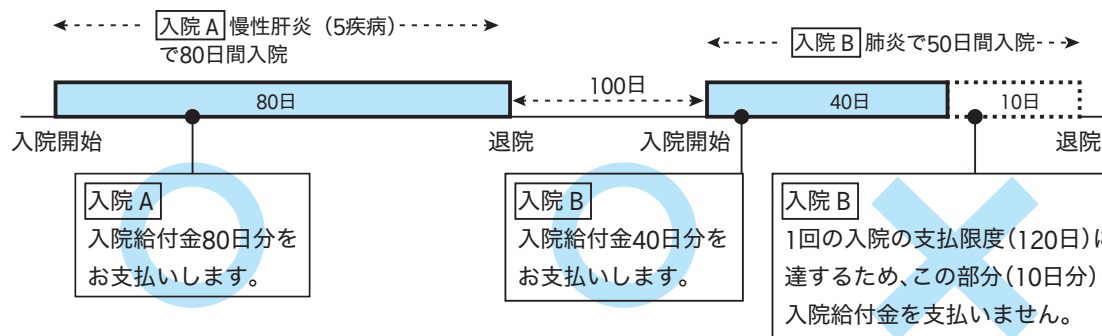 入院 A 慢性肝炎（5疾病）
で80日間入院
入院 B 肺炎で50日間入院
80日
100日
40日
10日
入院開始
退院
入院開始
退院
入院 A
入院給付金80日分を
お支払いします。
入院 B
入院給付金40日分を
お支払いします。
入院 B
1回の入院の支払限度（120日）に
達するため、この部分（10日分）
入院給付金を支払いません。